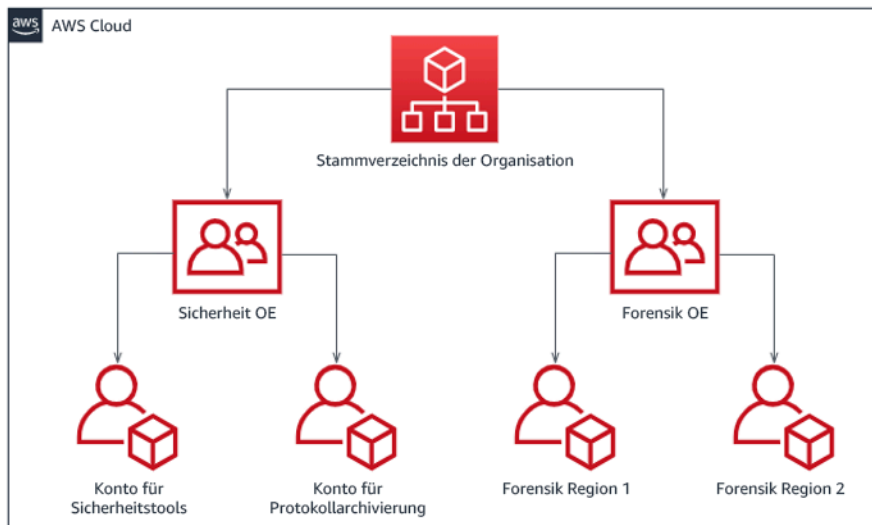 aws
AWS Cloud
Stammverzeichnis der Organisation
Sicherheit OE
Forensik OE
Konto für
Sicherheitstools
Konto für
Protokollarchivierung
Forensik Region 1
Forensik Region 2